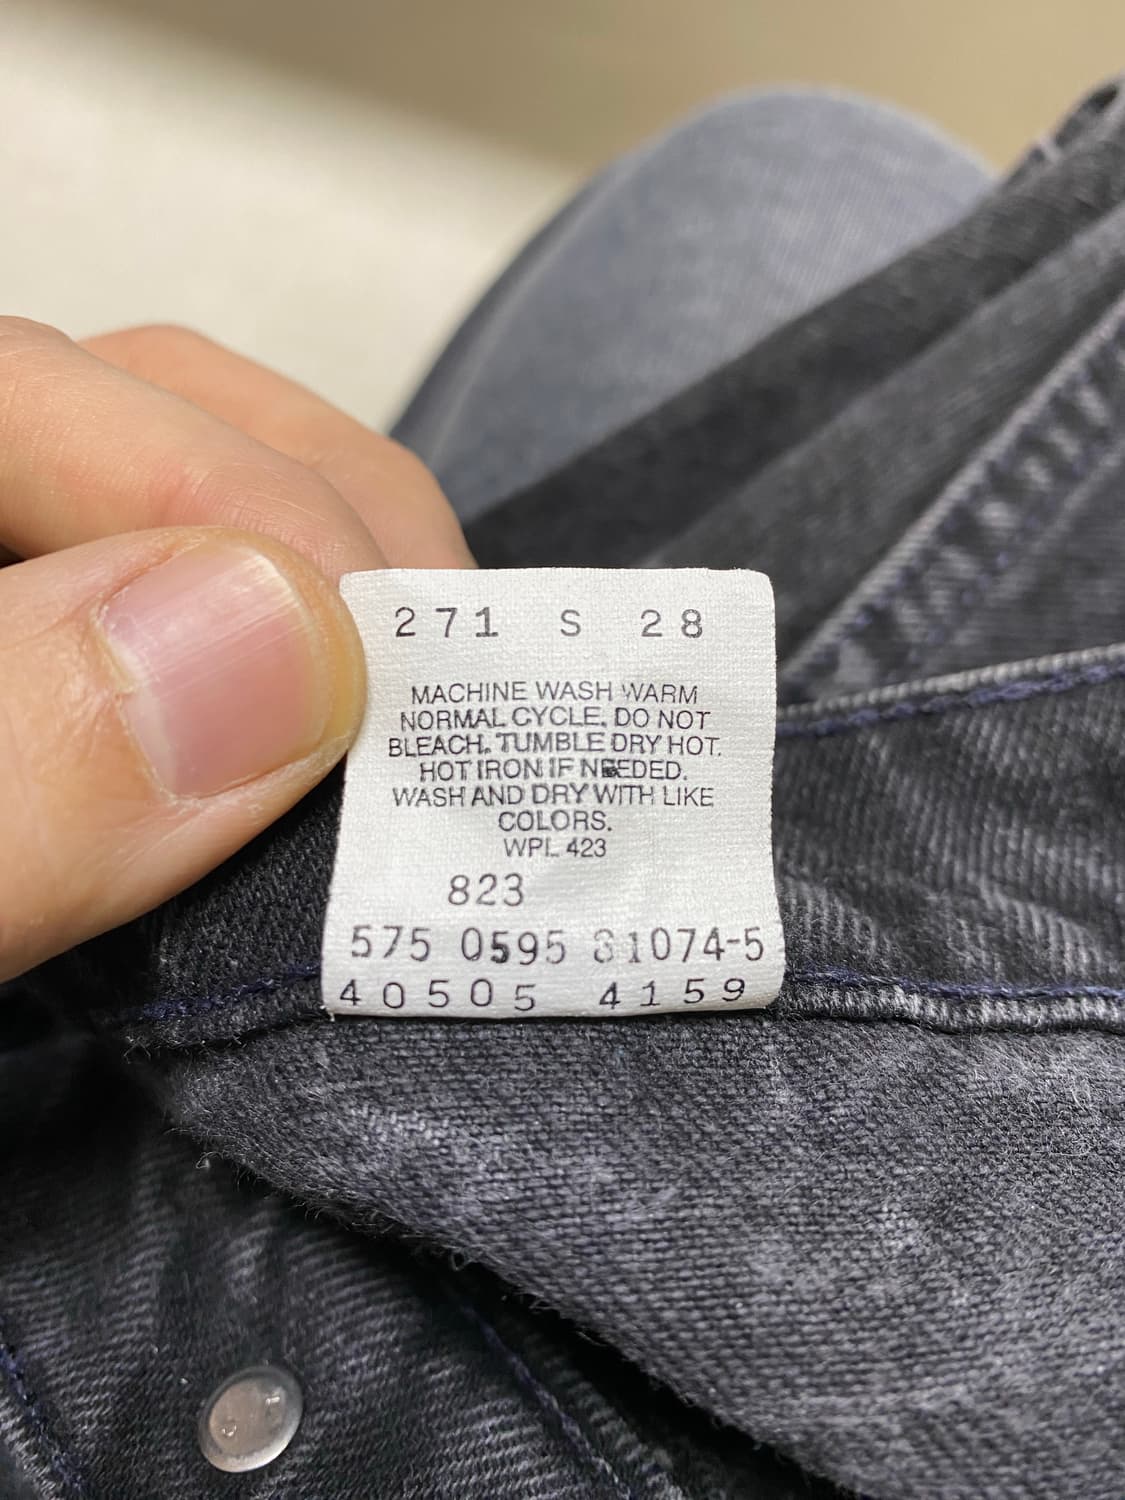 271 S 28
MACHINE WASH WARM
NORMAL CYCLE, DO NOT
BLEACH. TUMBLE DRY HOT.
HOT IRON IF NEEDED.
WASH AND DRY WITH LIKE
COLORS.
WPL 423
823
575 0595 81074-5
40505 4159